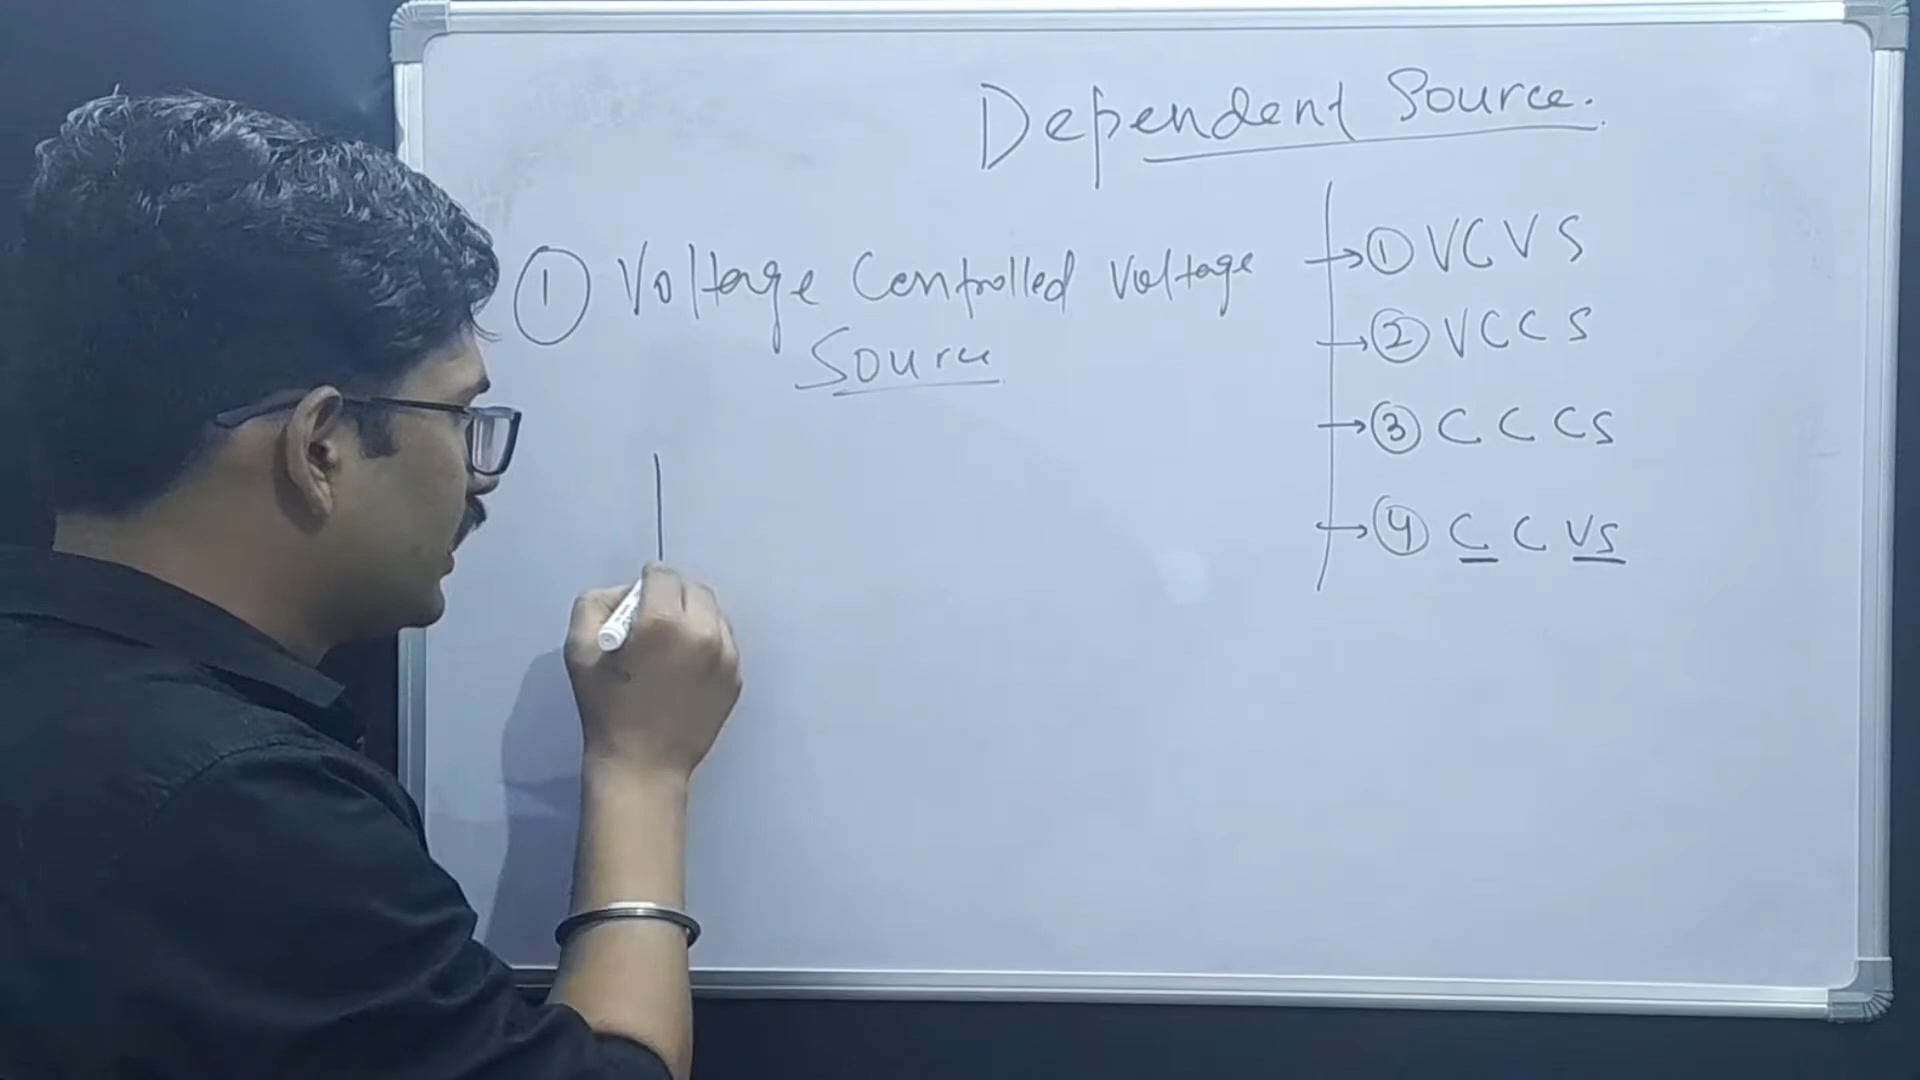 Dependent Source.
① Voltage Controlled Voltage
Source
→ ① VCVS
→ ② VCCS
→ ③ CCCS
→ ④ CCVS